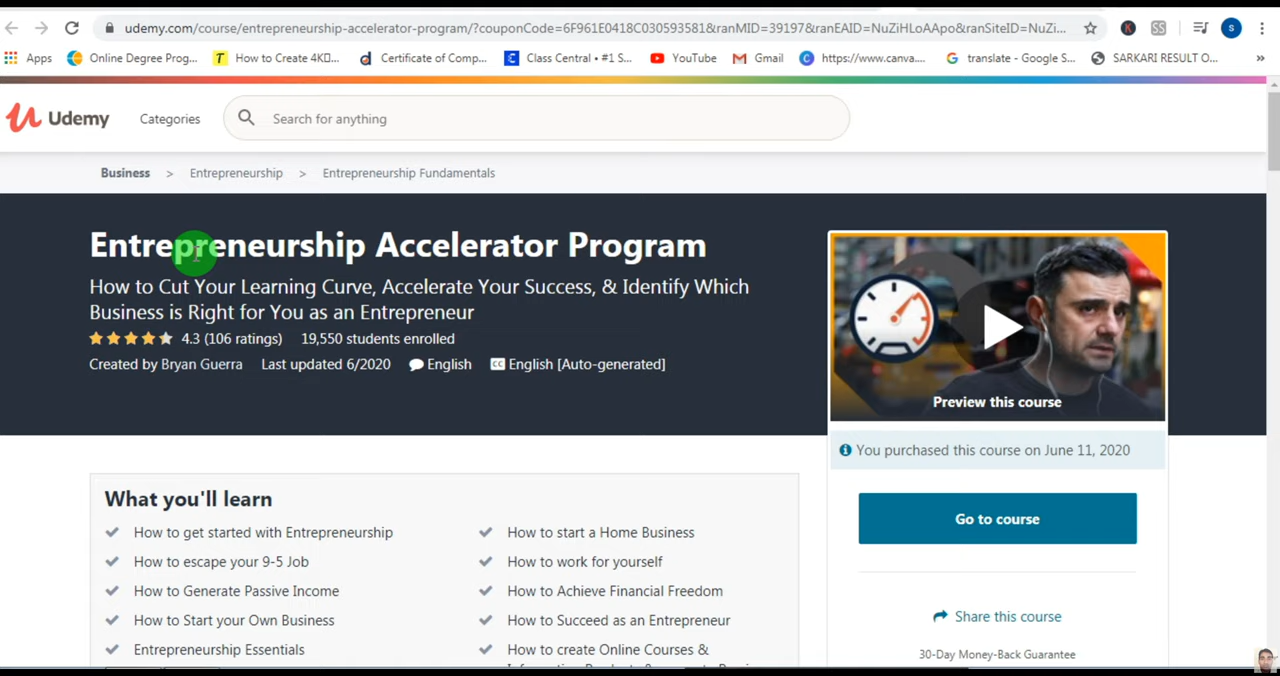 udemy.com/course/entrepreneurship-accelerator-program/?couponCode=6F961E0418C030593581&ranMID=39197&ranEAID=NuZiHLoAApo&ranSiteID=NuZi...
K
SS
s
Apps
Online Degree Prog...
T
How to Create 4K...
d
Certificate of Comp...
Class Central • #1 S...
YouTube
Gmail
C
https://www.canva....
translate - Google S...
SARKARI RESULT O...
»
Udemy
Categories
Search for anything
Business > Entrepreneurship > Entrepreneurship Fundamentals
Entrepreneurship Accelerator Program
How to Cut Your Learning Curve, Accelerate Your Success, & Identify Which
Business is Right for You as an Entrepreneur
4.3 (106 ratings) 19,550 students enrolled
Created by Bryan Guerra Last updated 6/2020 English CC English [Auto-generated]
Preview this course
You purchased this course on June 11, 2020
Go to course
Share this course
30-Day Money-Back Guarantee
What you'll learn
How to get started with Entrepreneurship
How to escape your 9-5 Job
How to Generate Passive Income
How to Start your Own Business
Entrepreneurship Essentials
How to start a Home Business
How to work for yourself
How to Achieve Financial Freedom
How to Succeed as an Entrepreneur
How to create Online Courses &